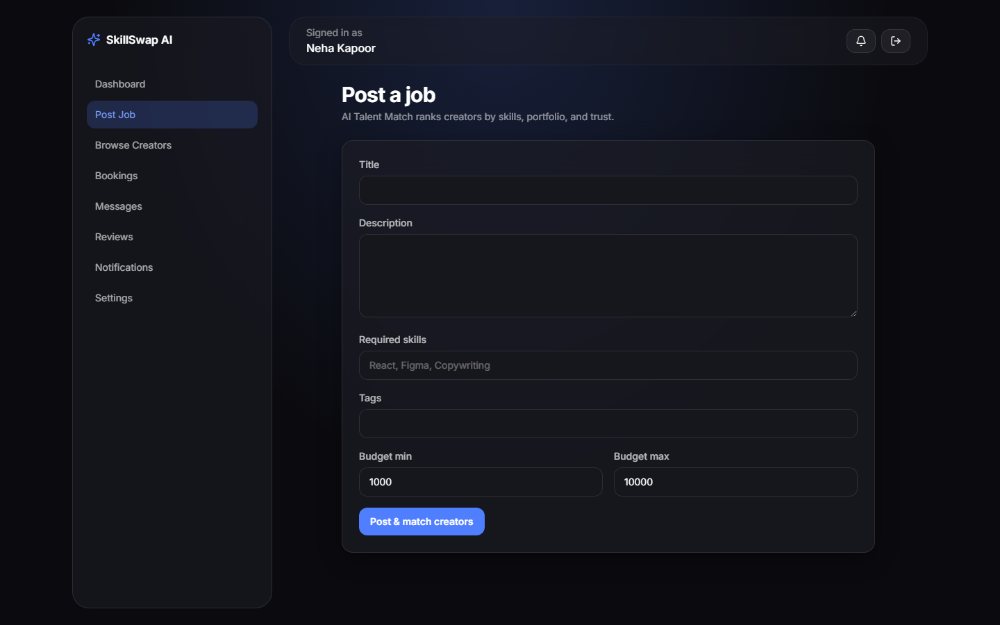 SkillSwap AI
Dashboard
Post Job
Browse Creators
Bookings
Messages
Reviews
Notifications
Settings
Signed in as
Neha Kapoor
Post a job
AI Talent Match ranks creators by skills, portfolio, and trust.
Title
Description
Required skills
React, Figma, Copywriting
Tags
Budget min
Budget max
1000
10000
Post & match creators